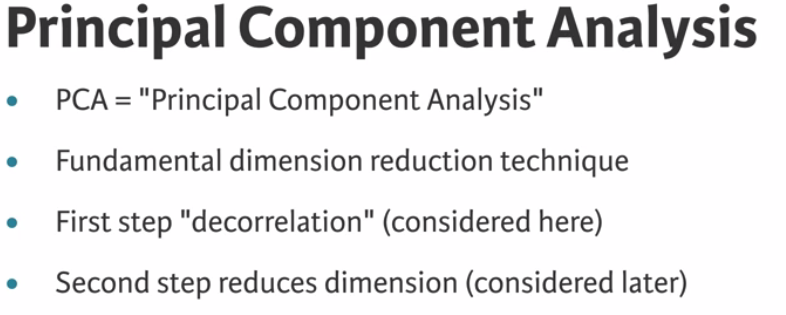 Principal Component Analysis
• PCA = "Principal Component Analysis"
• Fundamental dimension reduction technique
• First step "decorrelation" (considered here)
• Second step reduces dimension (considered later)